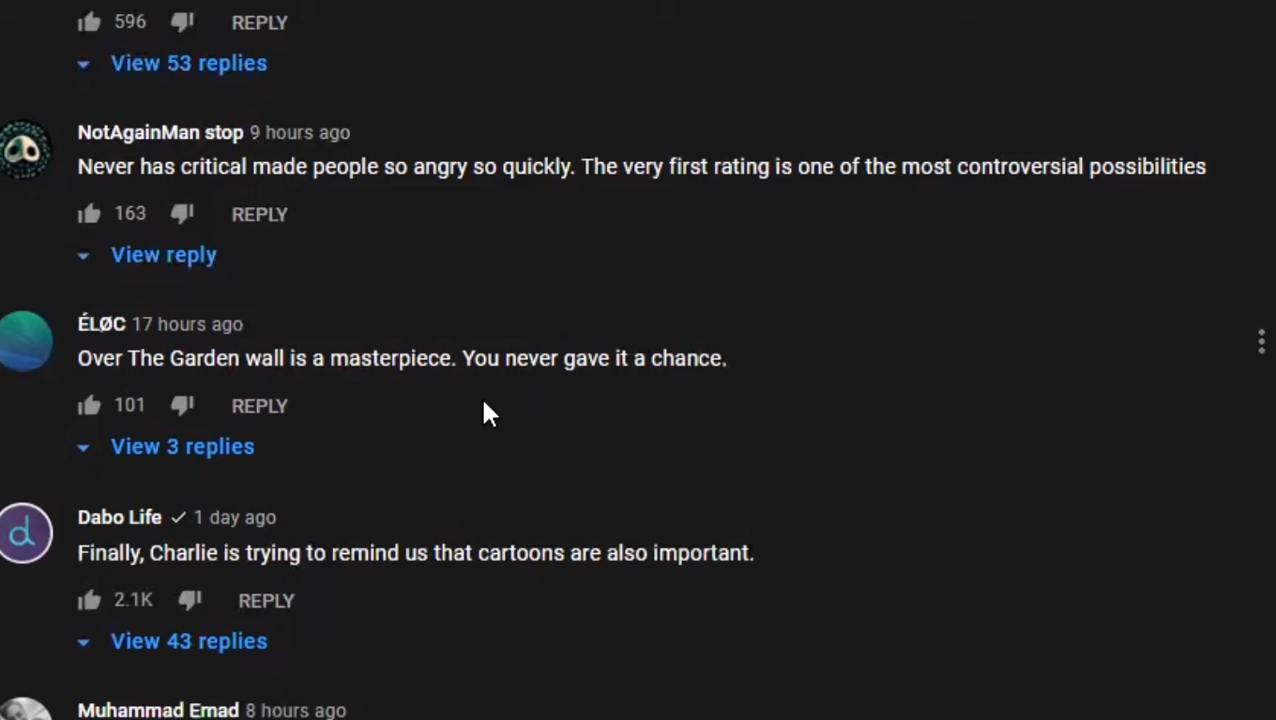 596 REPLY
View 53 replies
NotAgainMan stop 9 hours ago
Never has critical made people so angry so quickly. The very first rating is one of the most controversial possibilities
163 REPLY
View reply
ÉLØC 17 hours ago
Over The Garden wall is a masterpiece. You never gave it a chance.
101 REPLY
View 3 replies
d
Dabo Life 1 day ago
Finally, Charlie is trying to remind us that cartoons are also important.
2.1K REPLY
View 43 replies
Muhammad Emad 8 hours ago